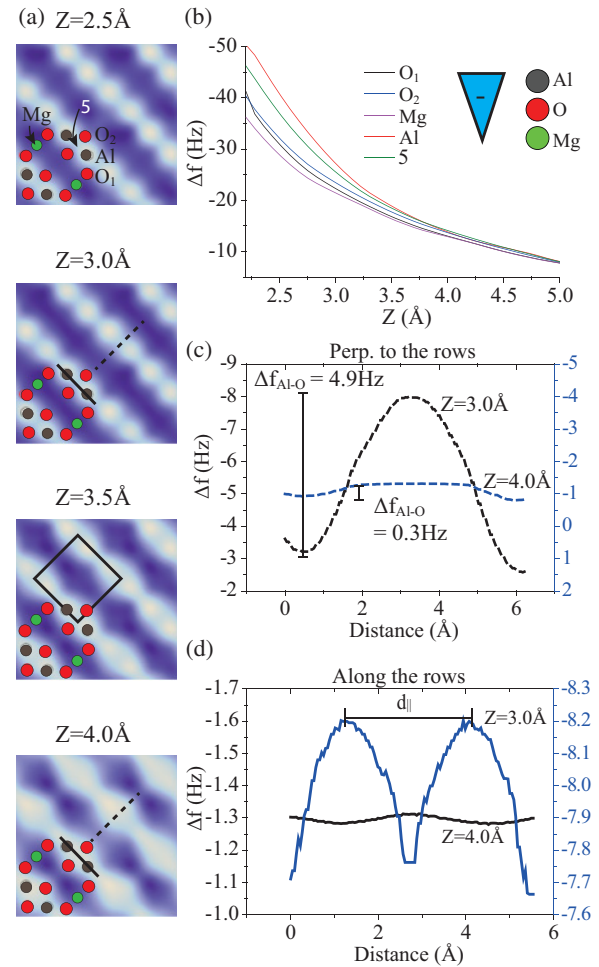 (a)
Z=2.5Å
Mg
5
O₂
Al
O₁
Z=3.0Å
Z=3.5Å
Z=4.0Å
(b)
-50
-40
-30
-20
-10
Δf (Hz)
O₁
O₂
Mg
Al
5
-
Al
O
Mg
2.5 3.0 3.5 4.0 4.5 5.0
Z (Å)
(c)
Perp. to the rows
-9
-8
-7
-6
-5
-4
-3
-2
Δf (Hz)
Δf_Al-O = 4.9Hz
Z=3.0Å
Z=4.0Å
Δf_Al-O
= 0.3Hz
-5
-4
-3
-2
-1
0
1
2
0 2 4 6
Distance (Å)
(d)
Along the rows
-1.7
-1.6
-1.5
-1.4
-1.3
-1.2
-1.1
-1.0
Δf (Hz)
d||
Z=3.0Å
Z=4.0Å
-8.3
-8.2
-8.1
-8.0
-7.9
-7.8
-7.7
-7.6
0 2 4 6
Distance (Å)